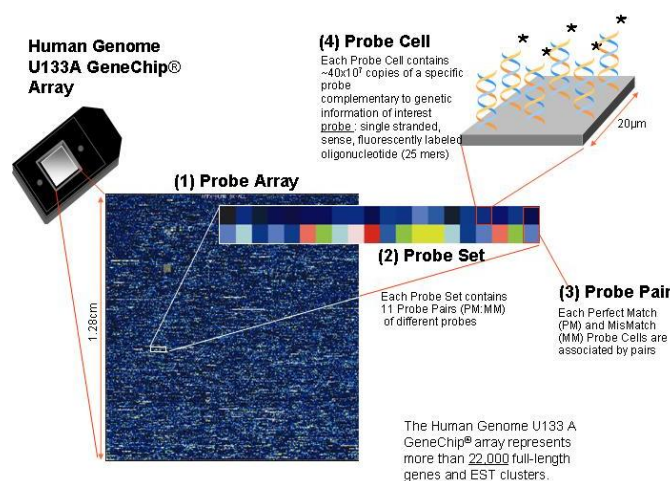 Human Genome
U133A GeneChip®
Array
(4) Probe Cell
Each Probe Cell contains
~40x10⁷ copies of a specific
probe
complementary to genetic
information of interest
probe : single stranded,
sense, fluorescently labeled
oligonucleotide (25 mers)
* * * * * *
20µm
(1) Probe Array
1.28cm
(2) Probe Set
Each Probe Set contains
11 Probe Pairs (PM:MM)
of different probes
(3) Probe Pair
Each Perfect Match
(PM) and MisMatch
(MM) Probe Cells are
associated by pairs
The Human Genome U133 A
GeneChip® array represents
more than 22,000 full-length
genes and EST clusters.